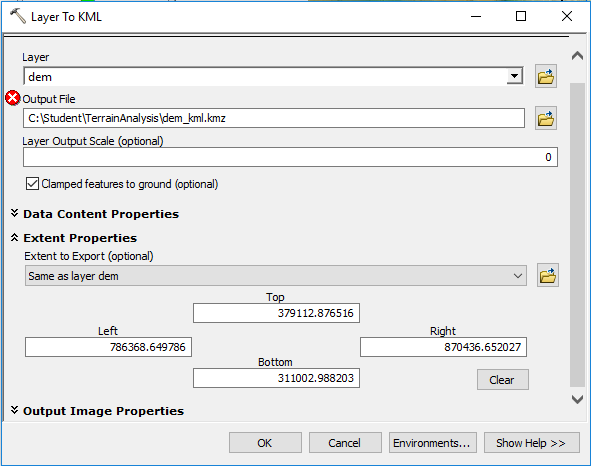 Layer To KML
Layer
dem
Output File
C:\Student\TerrainAnalysis\dem_kml.kmz
Layer Output Scale (optional)
0
Clamped features to ground (optional)
Data Content Properties
Extent Properties
Extent to Export (optional)
Same as layer dem
Top
379112.876516
Left Right
786368.649786 870436.652027
Bottom
311002.988203
Clear
Output Image Properties
OK Cancel Environments... Show Help >>